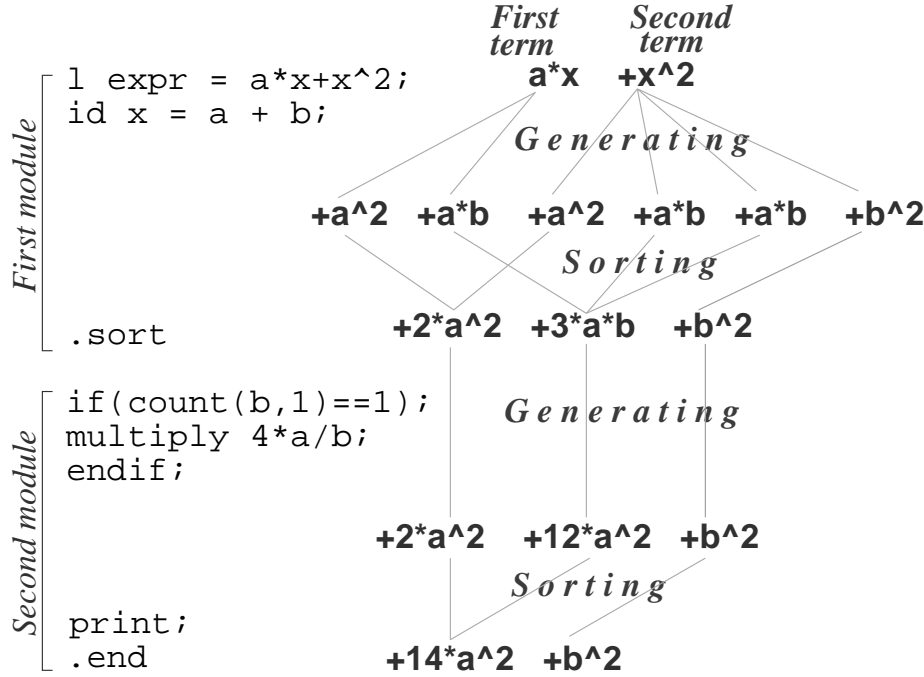 First term
Second term
l expr = a*x+x^2;
a*x +x^2
id x = a + b;
Generating
First module
+a^2 +a*b +a^2 +a*b +a*b +b^2
Sorting
.sort
+2*a^2 +3*a*b +b^2
if(count(b,1)==1);
Generating
multiply 4*a/b;
endif;
Second module
+2*a^2 +12*a^2 +b^2
Sorting
print;
.end
+14*a^2 +b^2